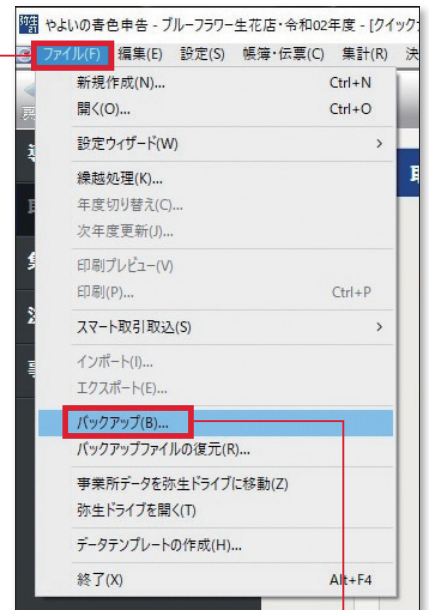 やよいの青色申告 - ブルーフラワー生花店・令和02年度 - [クイック
ファイル(F) 編集(E) 設定(S) 帳簿・伝票(C) 集計(R) 決
新規作成(N)... Ctrl+N
開く(O)... Ctrl+O
設定ウィザード(W) >
繰越処理(K)...
年度切り替え(C)...
次年度更新(J)...
印刷プレビュー(V)
印刷(P)... Ctrl+P
スマート取引取込(S) >
インポート(I)...
エクスポート(E)...
バックアップ(B)...
バックアップファイルの復元(R)...
事業所データを弥生ドライブに移動(Z)
弥生ドライブを開く(T)
データテンプレートの作成(H)...
終了(X) Alt+F4